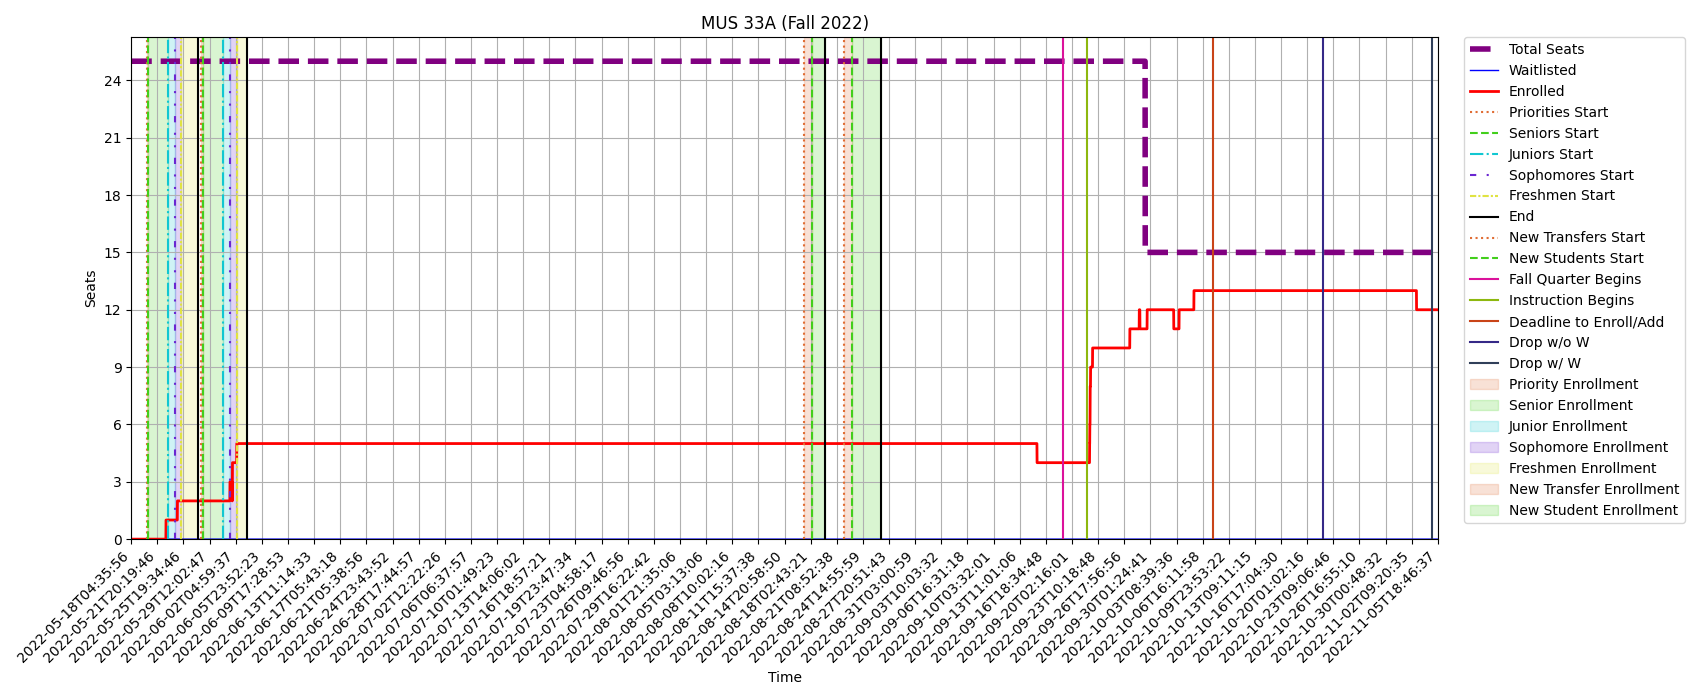 MUS 33A (Fall 2022)
Seats
24
21
18
15
12
9
6
3
0
2022-05-18T04:35:56
2022-05-21T20:19:46
2022-05-25T19:34:46
2022-05-29T12:02:47
2022-06-02T04:59:37
2022-06-05T23:52:23
2022-06-09T17:28:53
2022-06-13T11:14:33
2022-06-17T05:43:18
2022-06-21T05:38:56
2022-06-24T23:43:52
2022-06-28T17:44:57
2022-07-02T12:22:26
2022-07-06T06:37:57
2022-07-10T01:49:23
2022-07-13T14:06:02
2022-07-16T18:57:21
2022-07-19T23:47:34
2022-07-23T04:58:17
2022-07-26T09:46:56
2022-07-29T16:22:42
2022-08-01T21:35:06
2022-08-05T03:13:06
2022-08-08T10:02:16
2022-08-11T15:37:38
2022-08-14T20:58:50
2022-08-18T02:43:21
2022-08-21T08:52:38
2022-08-24T14:55:59
2022-08-27T20:51:43
2022-08-31T03:00:59
2022-09-03T10:03:32
2022-09-06T16:31:18
2022-09-10T03:32:01
2022-09-13T11:01:06
2022-09-16T18:34:48
2022-09-20T02:16:01
2022-09-23T10:18:48
2022-09-26T17:56:56
2022-09-30T01:24:41
2022-10-03T08:39:36
2022-10-06T16:11:58
2022-10-09T23:53:22
2022-10-13T09:11:15
2022-10-16T17:04:30
2022-10-20T01:02:16
2022-10-23T09:06:46
2022-10-26T16:55:10
2022-10-30T00:48:32
2022-11-02T09:20:35
2022-11-05T18:46:37
Time
Total Seats
Waitlisted
Enrolled
Priorities Start
Seniors Start
Juniors Start
Sophomores Start
Freshmen Start
End
New Transfers Start
New Students Start
Fall Quarter Begins
Instruction Begins
Deadline to Enroll/Add
Drop w/o W
Drop w/ W
Priority Enrollment
Senior Enrollment
Junior Enrollment
Sophomore Enrollment
Freshmen Enrollment
New Transfer Enrollment
New Student Enrollment